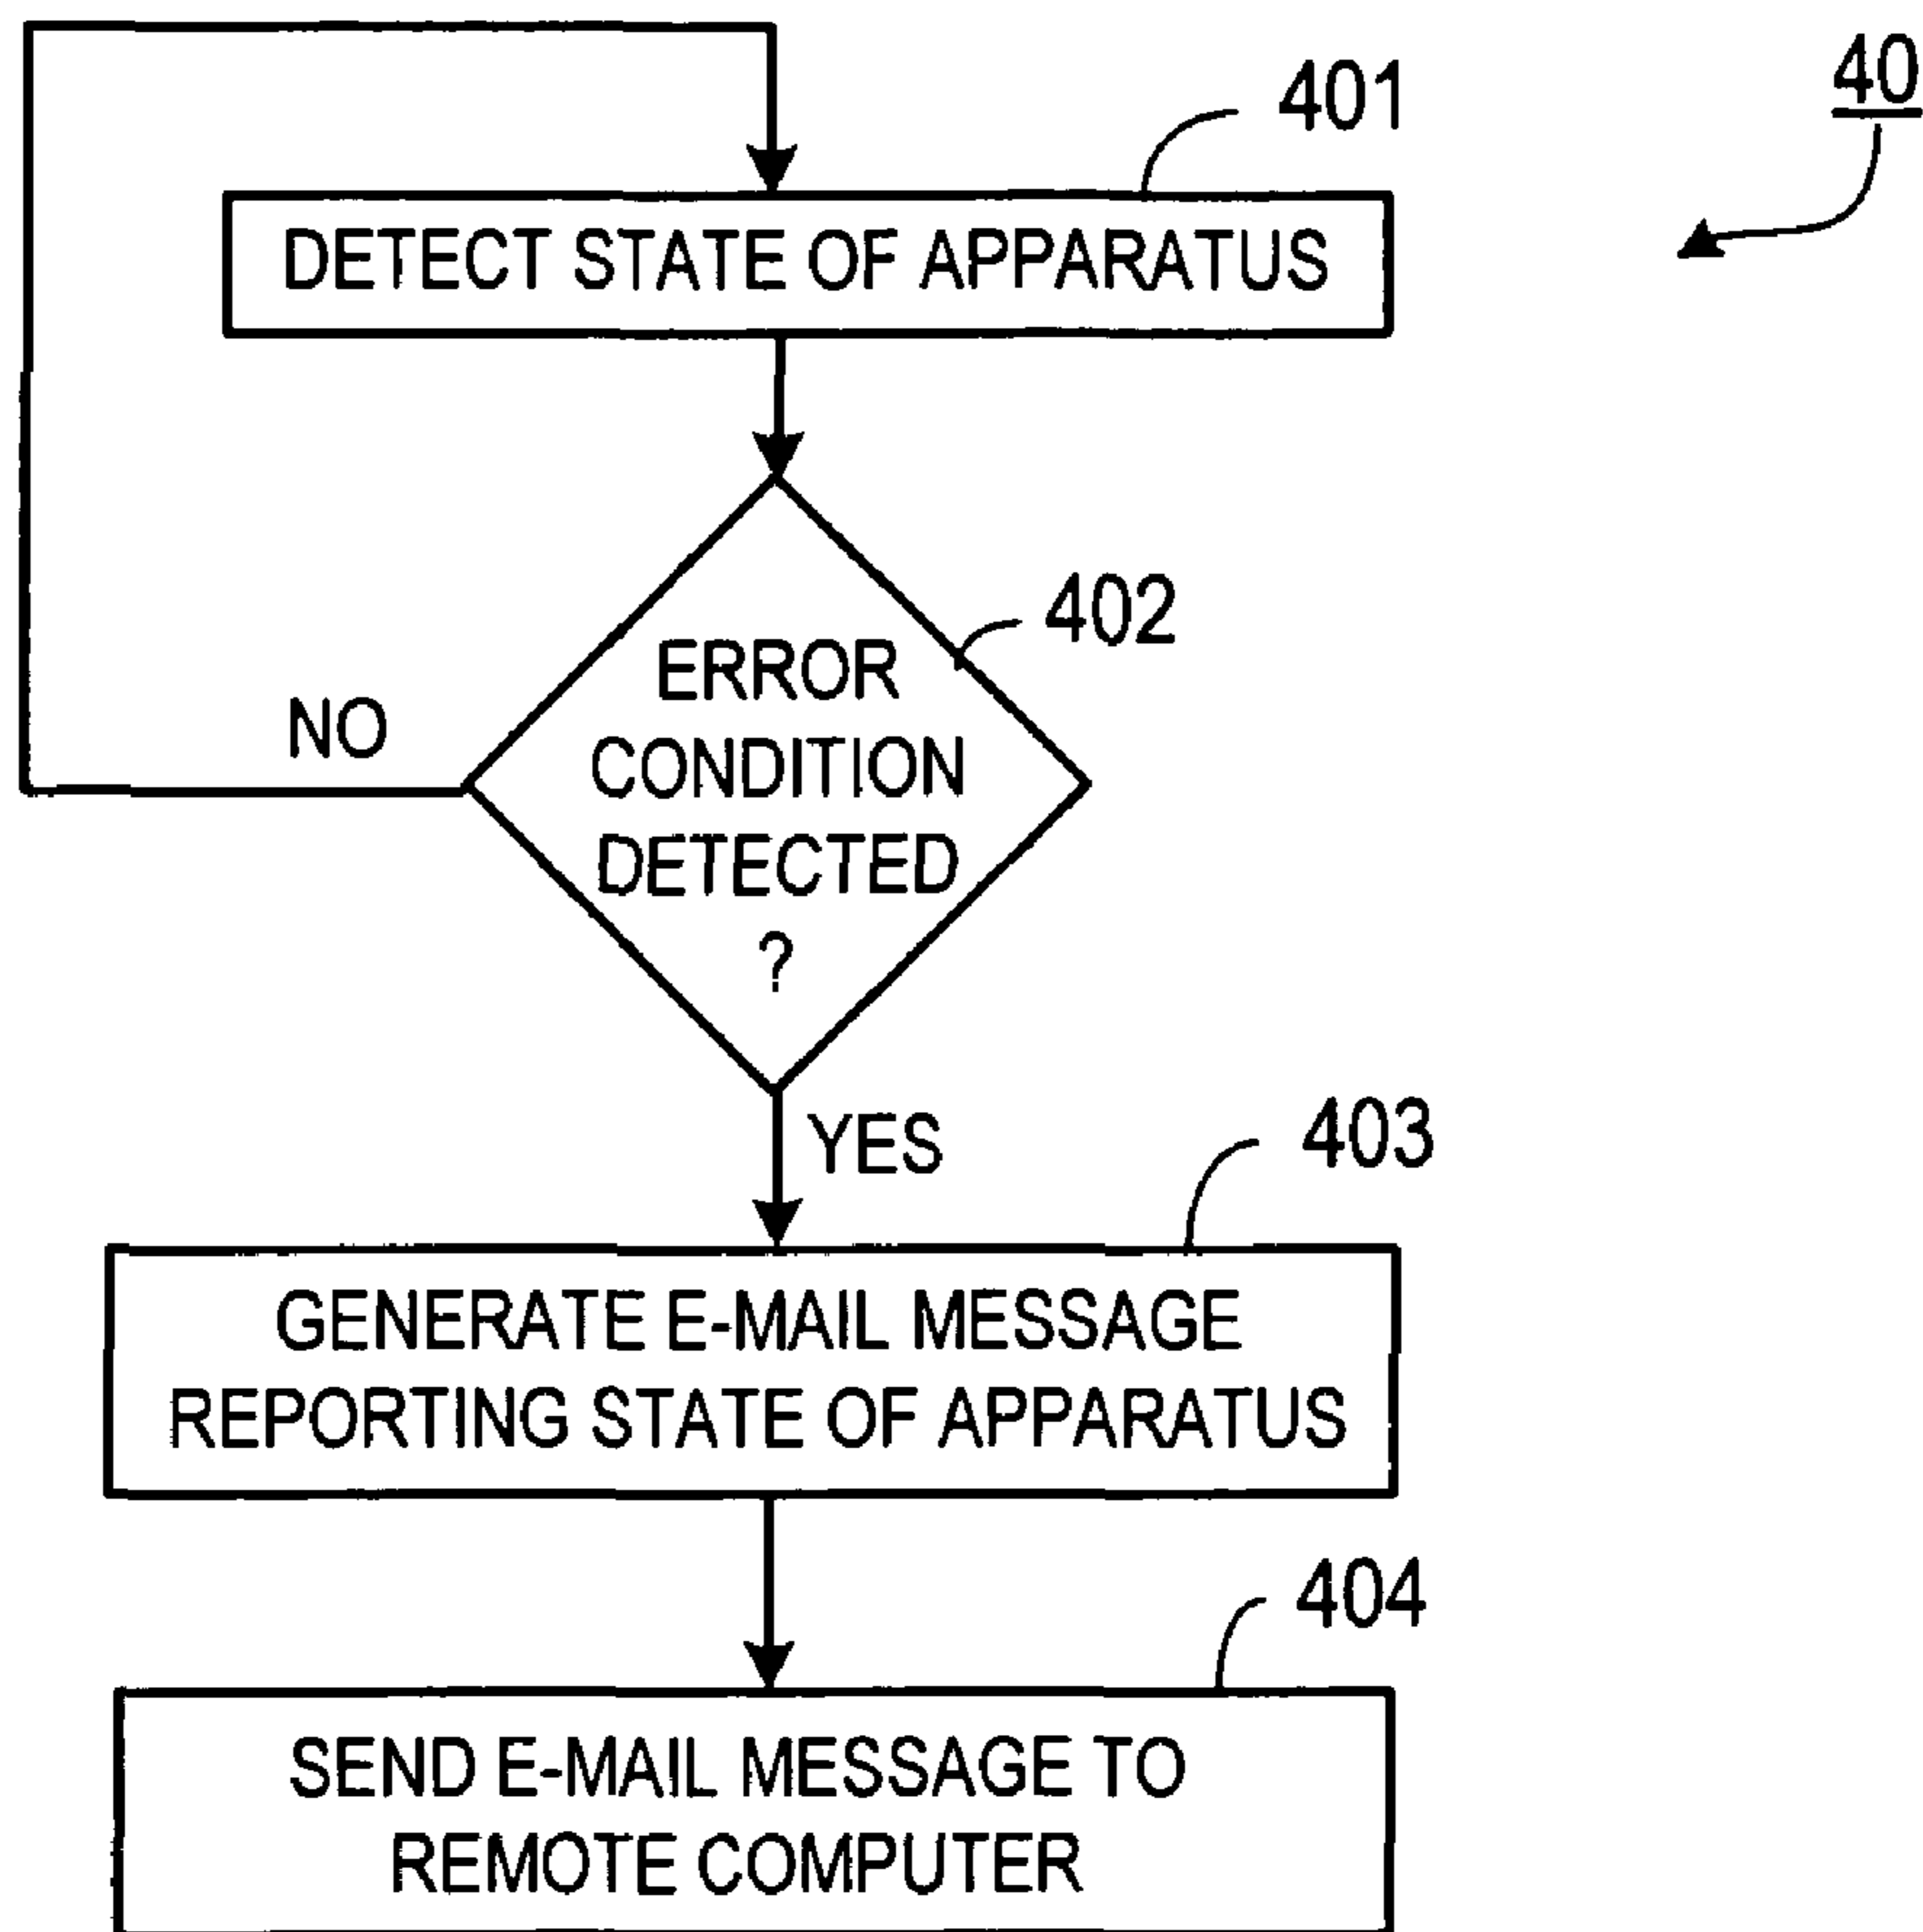 40
401
DETECT STATE OF APPARATUS
402
ERROR
CONDITION
DETECTED
?
NO
YES
403
GENERATE E-MAIL MESSAGE
REPORTING STATE OF APPARATUS
404
SEND E-MAIL MESSAGE TO
REMOTE COMPUTER